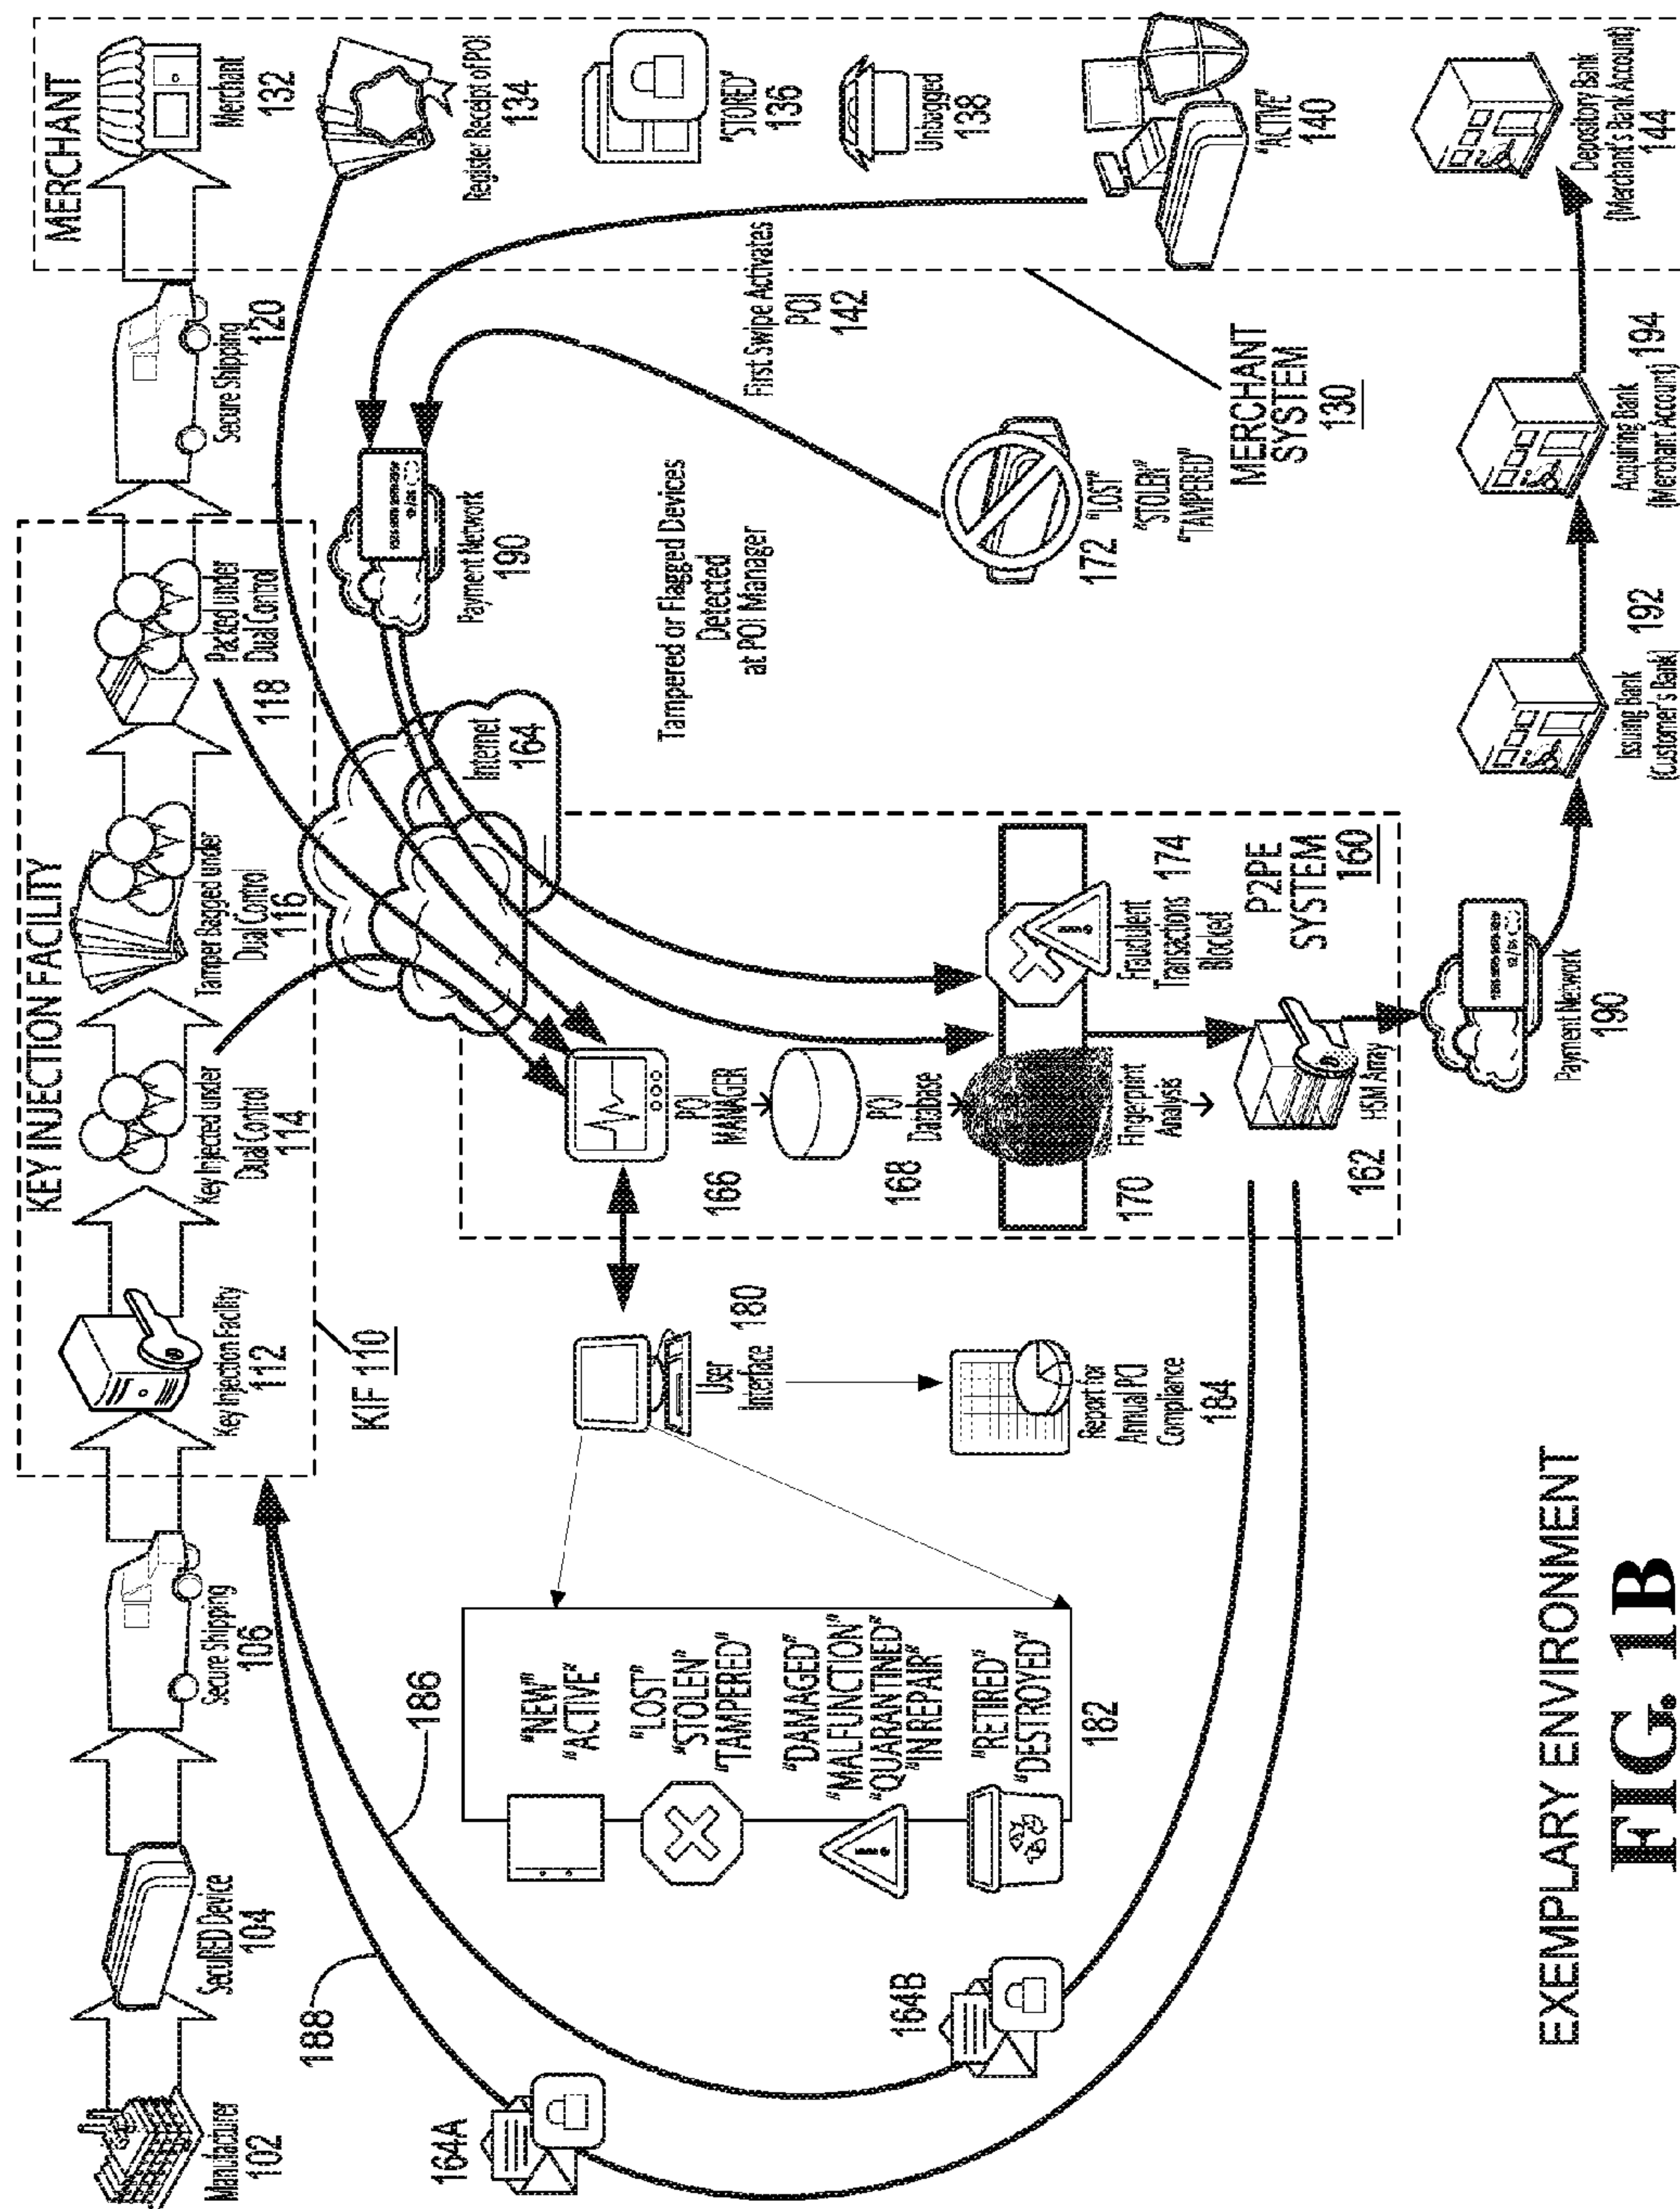 KEY INJECTION FACILITY
MERCHANT
Manufacturer
102
SecuRED Device
104
Secure Shipping
106
Key Injection Facility
112
Key Injected under
Dual Control
114
Tamper Bagged under
Dual Control
116
Packed under
Dual Control
118
Secure Shipping
120
Merchant
132
KIF 110
188
186
Register Receipt of POI
134
Internet
164
Payment Network
190
"STORED"
136
Unbagged
138
164A
164B
"NEW"
"ACTIVE"
"LOST"
"STOLEN"
"TAMPERED"
"DAMAGED"
"MALFUNCTION"
"QUARANTINED"
"IN REPAIR"
"RETIRED"
"DESTROYED"
182
User
Interface 180
Report for
Annual PCI
Compliance
184
166
POI
MANAGER
168
POI
Database
170
Fingerprint
Analysis
162
HSM Array
Fraudulent
Transactions 174
Blocked
P2PE
SYSTEM
160
Tampered or Flagged Devices
Detected
at POI Manager
First Swipe Activates
POI
142
172 "LOST"
"STOLEN"
"TAMPERED"
"ACTIVE"
140
MERCHANT
SYSTEM
130
Payment Network
190
Issuing Bank 192
(Customer's Bank)
Acquiring Bank 194
(Merchant Account)
Depository Bank
(Merchant's Bank Account)
144
EXEMPLARY ENVIRONMENT
FIG. 1B